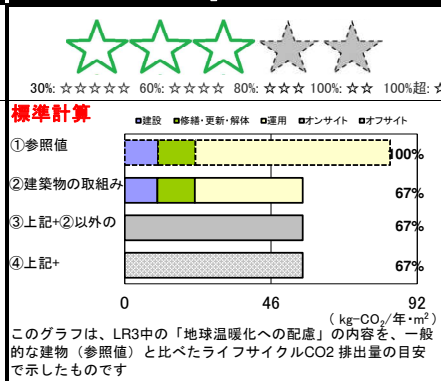 30%: ☆☆☆☆☆ 60%: ☆☆☆☆ 80%: ☆☆☆ 100%: ☆☆ 100%超: ☆
標準計算
■建設 ■修繕・更新・解体 □運用 ■オンサイト ■オフサイト
①参照値 100%
②建築物の取組み 67%
③上記+②以外の 67%
④上記+ 67%
0 46 92
( kg-CO₂/年・m²)
このグラフは、LR3中の「地球温暖化への配慮」の内容を、一般
的な建物（参照値）と比べたライフサイクルCO2 排出量の目安
で示したものです